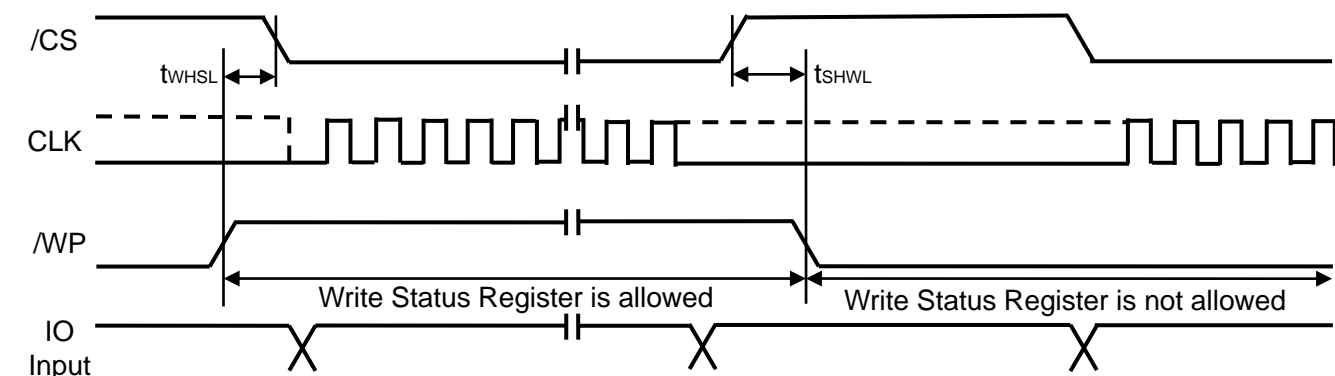 /CS
tWHSL
tSHWL
CLK
/WP
Write Status Register is allowed
Write Status Register is not allowed
IO
Input